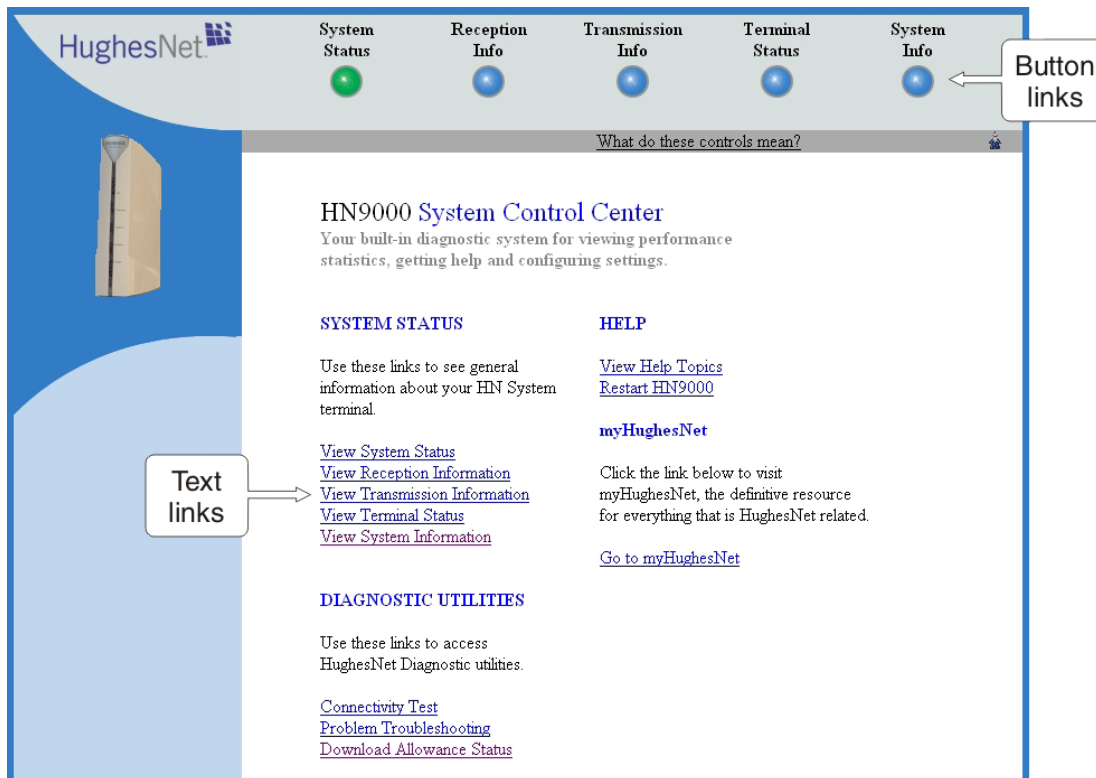 HughesNet.
System
Status
Reception
Info
Transmission
Info
Terminal
Status
System
Info
Button
links
What do these controls mean?
HN9000 System Control Center
Your built-in diagnostic system for viewing performance
statistics, getting help and configuring settings.
SYSTEM STATUS
Use these links to see general
information about your HN System
terminal.
View System Status
View Reception Information
View Transmission Information
View Terminal Status
View System Information
Text
links
HELP
View Help Topics
Restart HN9000
myHughesNet
Click the link below to visit
myHughesNet, the definitive resource
for everything that is HughesNet related.
Go to myHughesNet
DIAGNOSTIC UTILITIES
Use these links to access
HughesNet Diagnostic utilities.
Connectivity Test
Problem Troubleshooting
Download Allowance Status